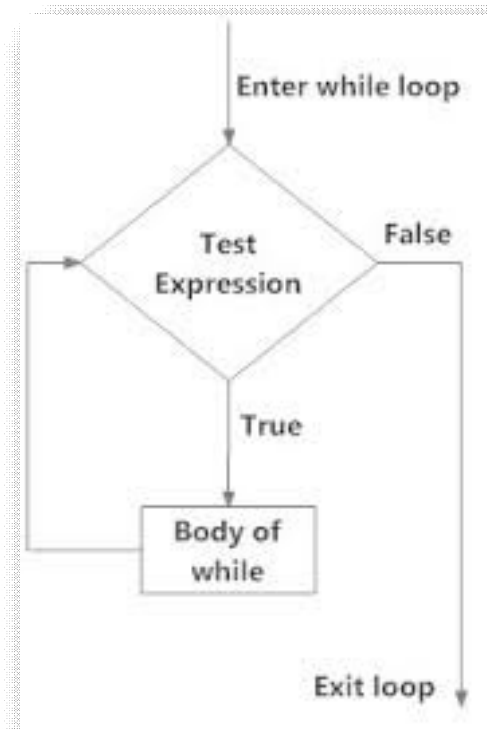 Enter while loop
Test
Expression
False
True
Body of
while
Exit loop